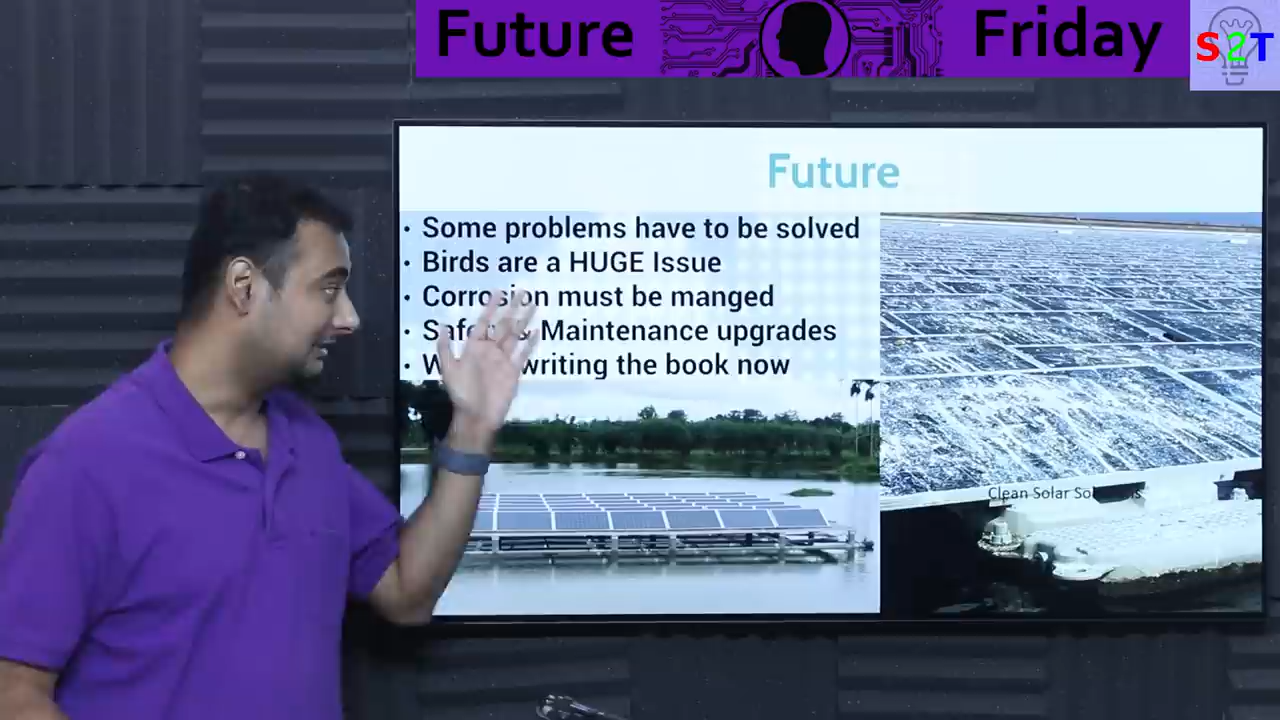 Future Friday
S2T
Future
• Some problems have to be solved
• Birds are a HUGE Issue
• Corrosion must be manged
• & Maintenance upgrades
• writing the book now
Clean Solar